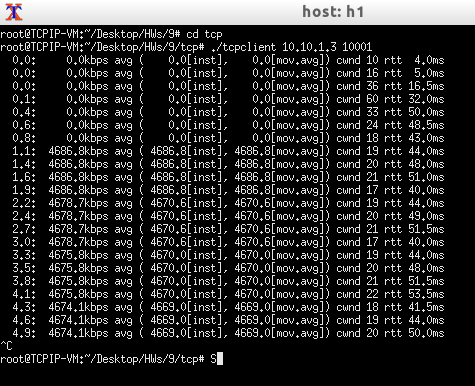 host: h1
root@TCPIP-VM:~/Desktop/HWs/9# cd tcp
root@TCPIP-VM:~/Desktop/HWs/9/tcp# ./tcpclient 10.10.1.3 10001
0.0: 0.0kbps avg ( 0.0[inst], 0.0[mov.avg]) cwnd 10 rtt 4.0ms
0.0: 0.0kbps avg ( 0.0[inst], 0.0[mov.avg]) cwnd 16 rtt 5.0ms
0.0: 0.0kbps avg ( 0.0[inst], 0.0[mov.avg]) cwnd 36 rtt 16.5ms
0.1: 0.0kbps avg ( 0.0[inst], 0.0[mov.avg]) cwnd 60 rtt 32.0ms
0.4: 0.0kbps avg ( 0.0[inst], 0.0[mov.avg]) cwnd 33 rtt 50.0ms
0.6: 0.0kbps avg ( 0.0[inst], 0.0[mov.avg]) cwnd 24 rtt 48.5ms
0.8: 0.0kbps avg ( 0.0[inst], 0.0[mov.avg]) cwnd 18 rtt 43.0ms
1.1: 4686.8kbps avg ( 4686.8[inst], 4686.8[mov.avg]) cwnd 19 rtt 44.0ms
1.4: 4686.8kbps avg ( 4686.8[inst], 4686.8[mov.avg]) cwnd 20 rtt 48.0ms
1.6: 4686.8kbps avg ( 4686.8[inst], 4686.8[mov.avg]) cwnd 21 rtt 51.0ms
1.9: 4686.8kbps avg ( 4686.8[inst], 4686.8[mov.avg]) cwnd 17 rtt 40.0ms
2.2: 4678.7kbps avg ( 4670.6[inst], 4670.6[mov.avg]) cwnd 19 rtt 44.0ms
2.4: 4678.7kbps avg ( 4670.6[inst], 4670.6[mov.avg]) cwnd 20 rtt 49.0ms
2.7: 4678.7kbps avg ( 4670.6[inst], 4670.6[mov.avg]) cwnd 21 rtt 51.5ms
3.0: 4678.7kbps avg ( 4670.6[inst], 4670.6[mov.avg]) cwnd 17 rtt 40.0ms
3.3: 4675.8kbps avg ( 4670.0[inst], 4670.0[mov.avg]) cwnd 19 rtt 44.0ms
3.5: 4675.8kbps avg ( 4670.0[inst], 4670.0[mov.avg]) cwnd 20 rtt 48.0ms
3.8: 4675.8kbps avg ( 4670.0[inst], 4670.0[mov.avg]) cwnd 21 rtt 51.5ms
4.1: 4675.8kbps avg ( 4670.0[inst], 4670.0[mov.avg]) cwnd 22 rtt 53.5ms
4.3: 4674.1kbps avg ( 4669.0[inst], 4669.0[mov.avg]) cwnd 18 rtt 41.5ms
4.6: 4674.1kbps avg ( 4669.0[inst], 4669.0[mov.avg]) cwnd 19 rtt 44.0ms
4.9: 4674.1kbps avg ( 4669.0[inst], 4669.0[mov.avg]) cwnd 20 rtt 50.0ms
^C
root@TCPIP-VM:~/Desktop/HWs/9/tcp# S